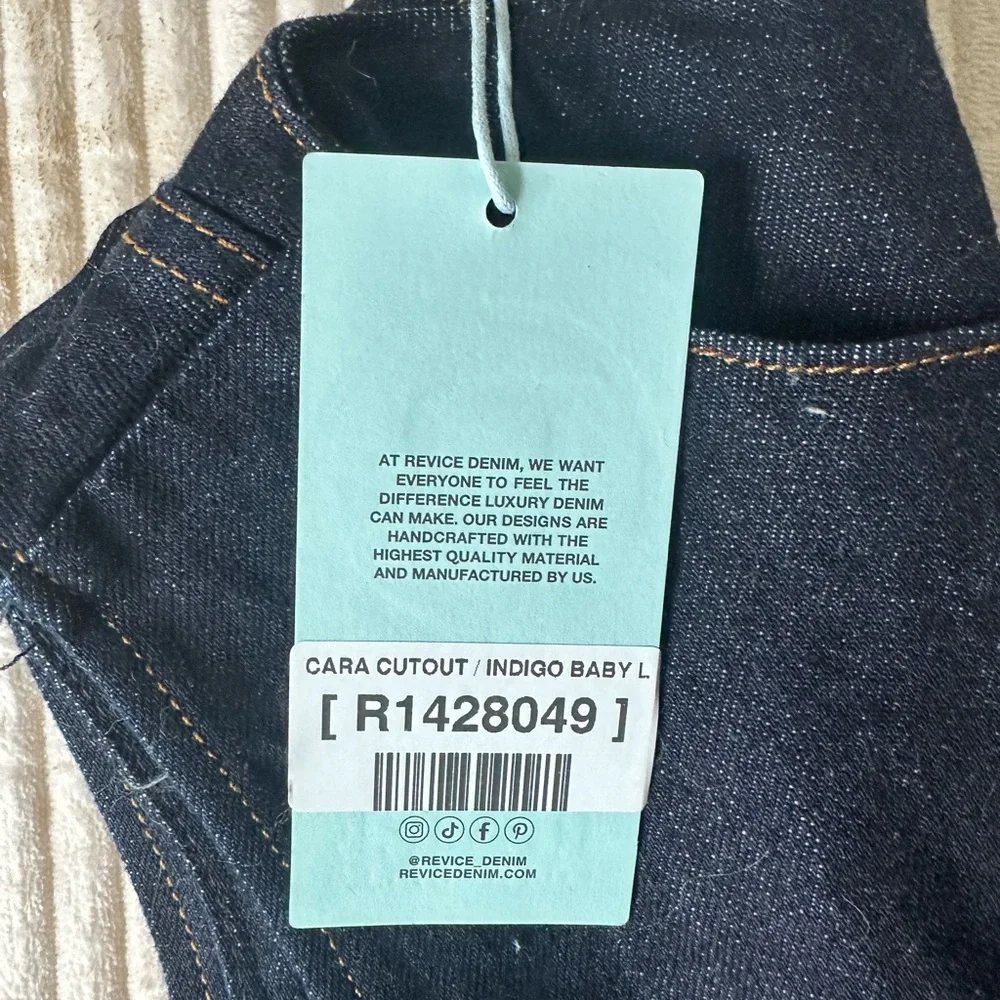 AT REVICE DENIM, WE WANT
EVERYONE TO FEEL THE
DIFFERENCE LUXURY DENIM
CAN MAKE. OUR DESIGNS ARE
HANDCRAFTED WITH THE
HIGHEST QUALITY MATERIAL
AND MANUFACTURED BY US.
CARA CUTOUT / INDIGO BABY L
[ R1428049 ]
@REVICE_DENIM
REVICEDENIM.COM